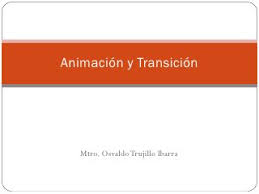 Animación y Transición
Mtro. Osvaldo Trujillo Ibarra